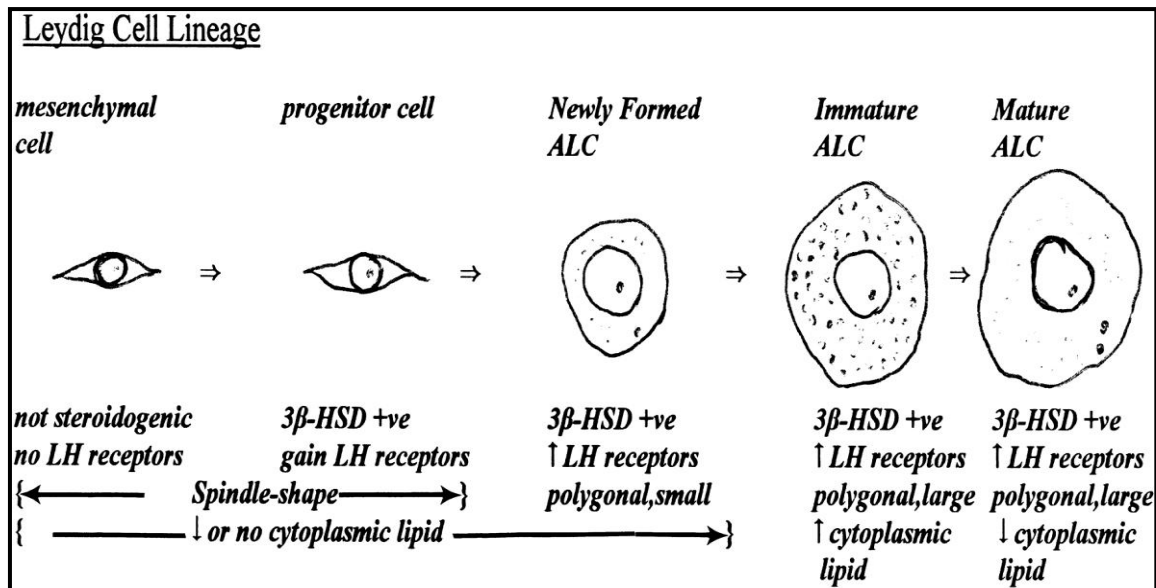 Leydig Cell Lineage
mesenchymal
cell
progenitor cell
Newly Formed
ALC
Immature
ALC
Mature
ALC
⇒ ⇒ ⇒ ⇒
not steroidogenic
no LH receptors
3β-HSD +ve
gain LH receptors
3β-HSD +ve
↑ LH receptors
polygonal,small
3β-HSD +ve
↑ LH receptors
polygonal,large
↑ cytoplasmic
lipid
3β-HSD +ve
↑ LH receptors
polygonal,large
↓ cytoplasmic
lipid
{ Spindle-shape }
{ ↓ or no cytoplasmic lipid }